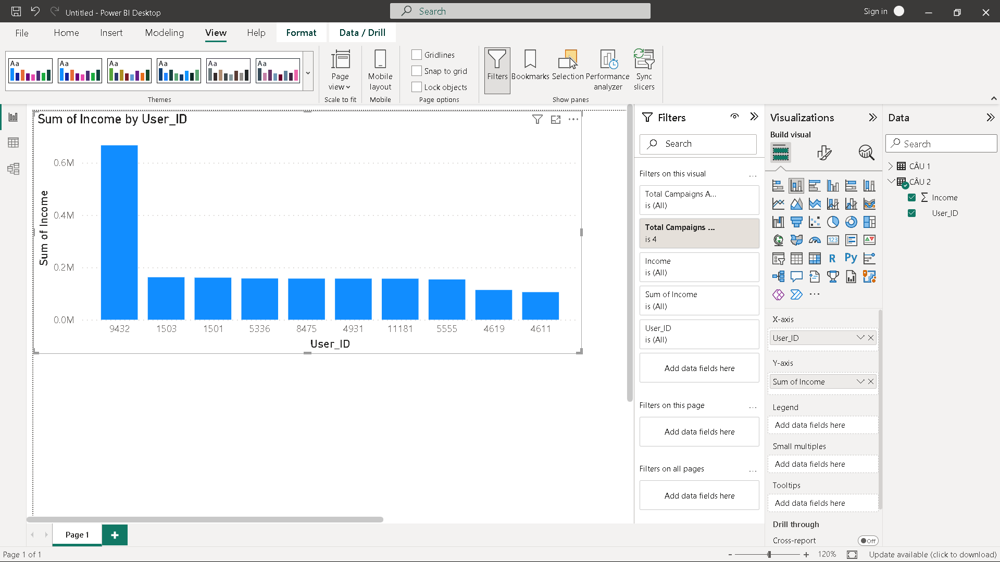 Untitled - Power BI Desktop
Search
Sign in
File
Home
Insert
Modeling
View
Help
Format
Data / Drill
Aa
Aa
Aa
Aa
Aa
Aa
Themes
Page
view
Scale to fit
Mobile
layout
Mobile
Gridlines
Snap to grid
Lock objects
Page options
Filters
Bookmarks
Selection
Performance
analyzer
Sync
slicers
Show panes
Sum of Income by User_ID
Sum of Income
0.6M
0.4M
0.2M
0.0M
9432
1503
1501
5336
8475
4931
11181
5555
4619
4611
User_ID
Filters
Search
Filters on this visual
...
Total Campaigns A...
is (All)
Total Campaigns ...
is 4
Income
is (All)
Sum of Income
is (All)
User_ID
is (All)
Add data fields here
Filters on this page
...
Add data fields here
Filters on all pages
...
Add data fields here
Visualizations
Build visual
123
R
Py
...
X-axis
User_ID
Y-axis
Sum of Income
Legend
Add data fields here
Small multiples
Add data fields here
Tooltips
Add data fields here
Drill through
Cross-report
Off
Data
Search
CÂU 1
CÂU 2
Income
User_ID
Page 1
Page 1 of 1
120%
Update available (click to download)